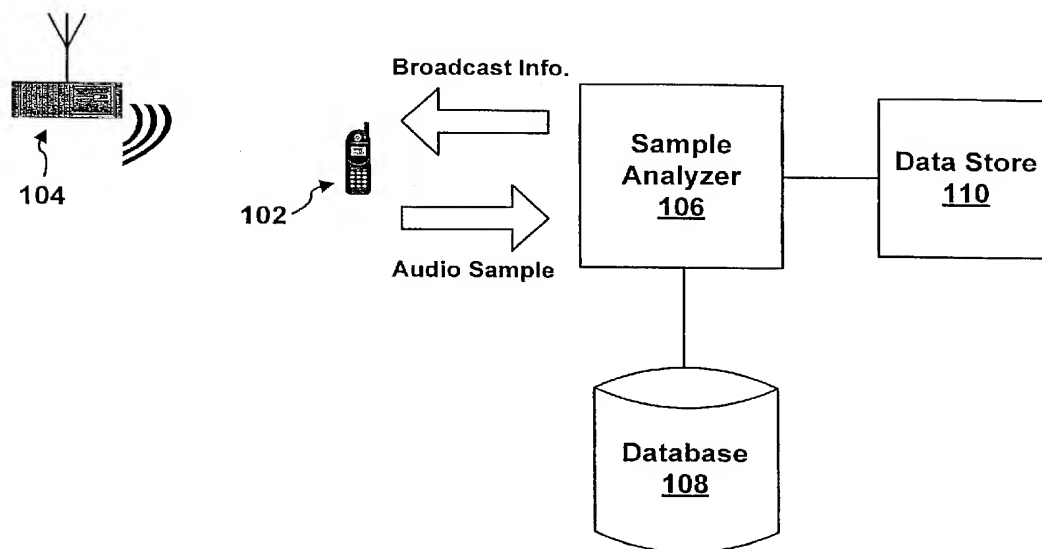 Broadcast Info.
104
102
Audio Sample
Sample
Analyzer
106
Data Store
110
Database
108